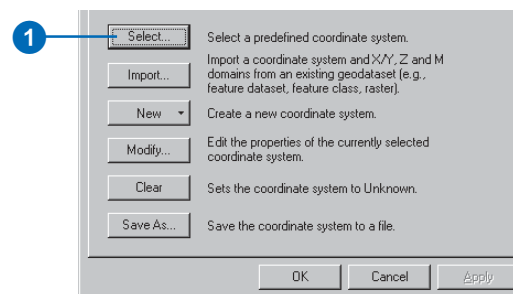 1
Select... Select a predefined coordinate system.
Import a coordinate system and X/Y, Z and M
Import... domains from an existing geodataset (e.g.,
feature dataset, feature class, raster).
New Create a new coordinate system.
Edit the properties of the currently selected
Modify... coordinate system.
Clear Sets the coordinate system to Unknown.
Save As... Save the coordinate system to a file.
OK Cancel Apply